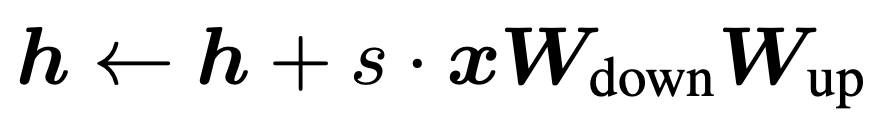 h ← h + s · xW_down W_up